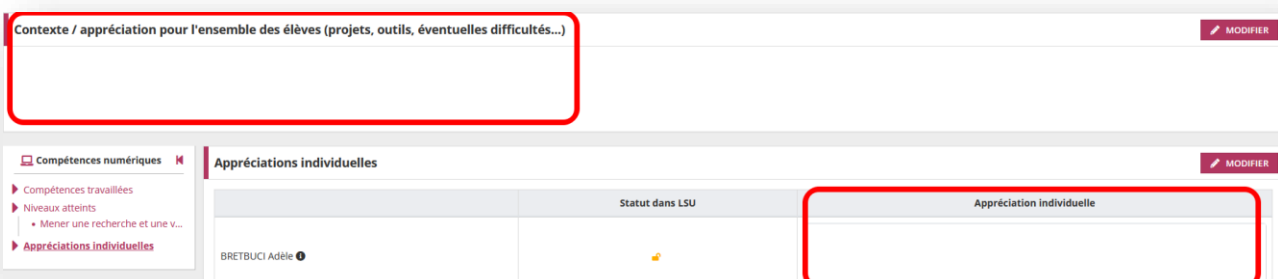 Contexte / appréciation pour l'ensemble des élèves (projets, outils, éventuelles difficultés...)
MODIFIER
Compétences numériques
Compétences travaillées
Niveaux atteints
• Mener une recherche et une v...
Appréciations individuelles
Appréciations individuelles
MODIFIER
Statut dans LSU
Appréciation individuelle
BRETBUCI Adèle